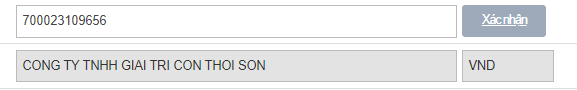 700023109656 Xác nhận
CONG TY TNHH GIAI TRI CON THOI SON VND